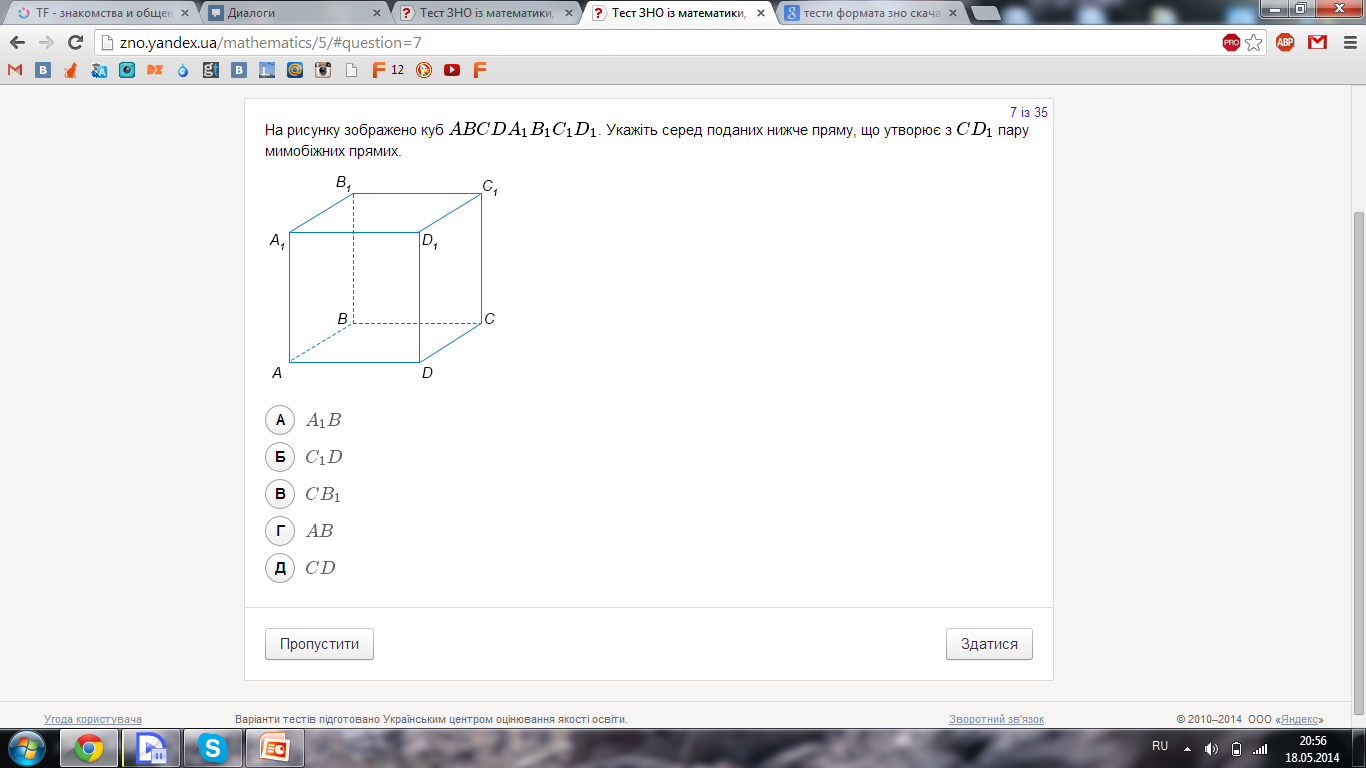 TF - знакомства и общен
Диалоги
Тест ЗНО із математики,
Тест ЗНО із математики,
тести формата зно скача
zno.yandex.ua/mathematics/5/#question=7
PRO
ABP
12
7 із 35
На рисунку зображено куб ABCDA₁B₁C₁D₁. Укажіть серед поданих нижче пряму, що утворює з CD₁ пару
мимобіжних прямих.
B₁
C₁
A₁
D₁
B
C
A
D
А A₁B
Б C₁D
В CB₁
Г AB
Д CD
Пропустити
Здатися
Угода користувача
Варіанти тестів підготовано Українським центром оцінювання якості освіти.
Зворотний зв'язок
© 2010–2014 ООО «Яндекс»
RU
20:56
18.05.2014